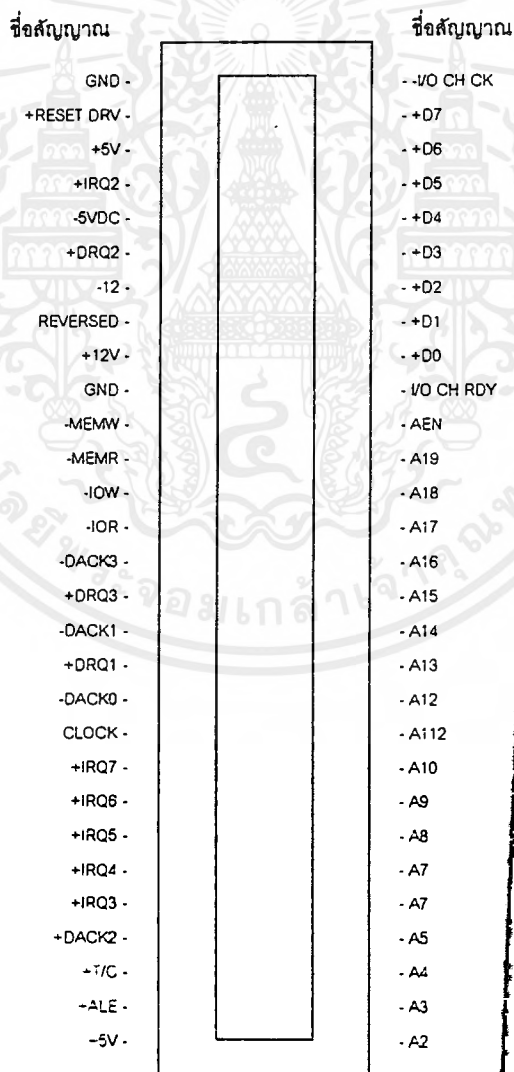 ชื่อสัญญาณ ชื่อสัญญาณ
GND - - -I/O CH CK
+RESET DRV - - +D7
+5V - - +D6
+IRQ2 - - +D5
-5VDC - - +D4
+DRQ2 - - +D3
-12 - - +D2
REVERSED - - +D1
+12V - - +D0
GND - - I/O CH RDY
-MEMW - - AEN
-MEMR - - A19
-IOW - - A18
-IOR - - A17
-DACK3 - - A16
+DRQ3 - - A15
-DACK1 - - A14
+DRQ1 - - A13
-DACK0 - - A12
CLOCK - - A112
+IRQ7 - - A10
+IRQ6 - - A9
+IRQ5 - - A8
+IRQ4 - - A7
+IRQ3 - - A7
+DACK2 - - A5
+T/C - - A4
+ALE - - A3
+5V - - A2